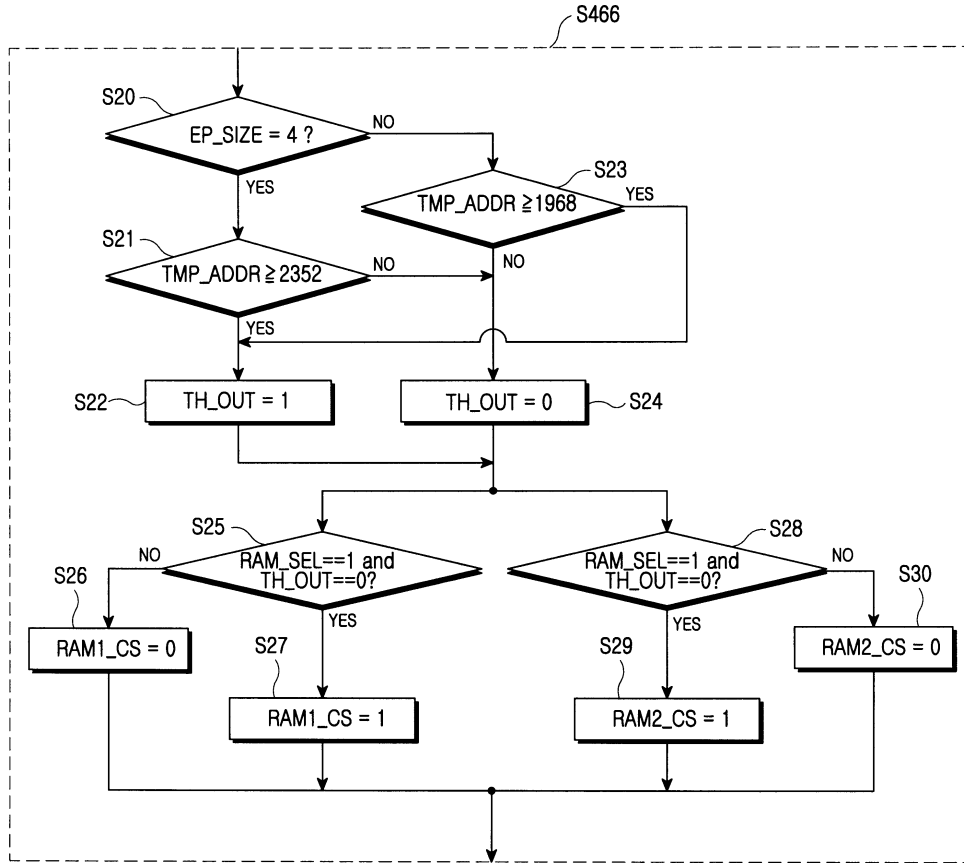 S466
S20
EP_SIZE = 4 ?
NO
YES
S23
TMP_ADDR ≧1968
YES
NO
S21
TMP_ADDR ≧ 2352
NO
YES
S22
TH_OUT = 1
TH_OUT = 0
S24
S25
RAM_SEL==1 and
TH_OUT==0?
NO
YES
S28
RAM_SEL==1 and
TH_OUT==0?
NO
YES
S26
RAM1_CS = 0
S27
RAM1_CS = 1
S29
RAM2_CS = 1
S30
RAM2_CS = 0